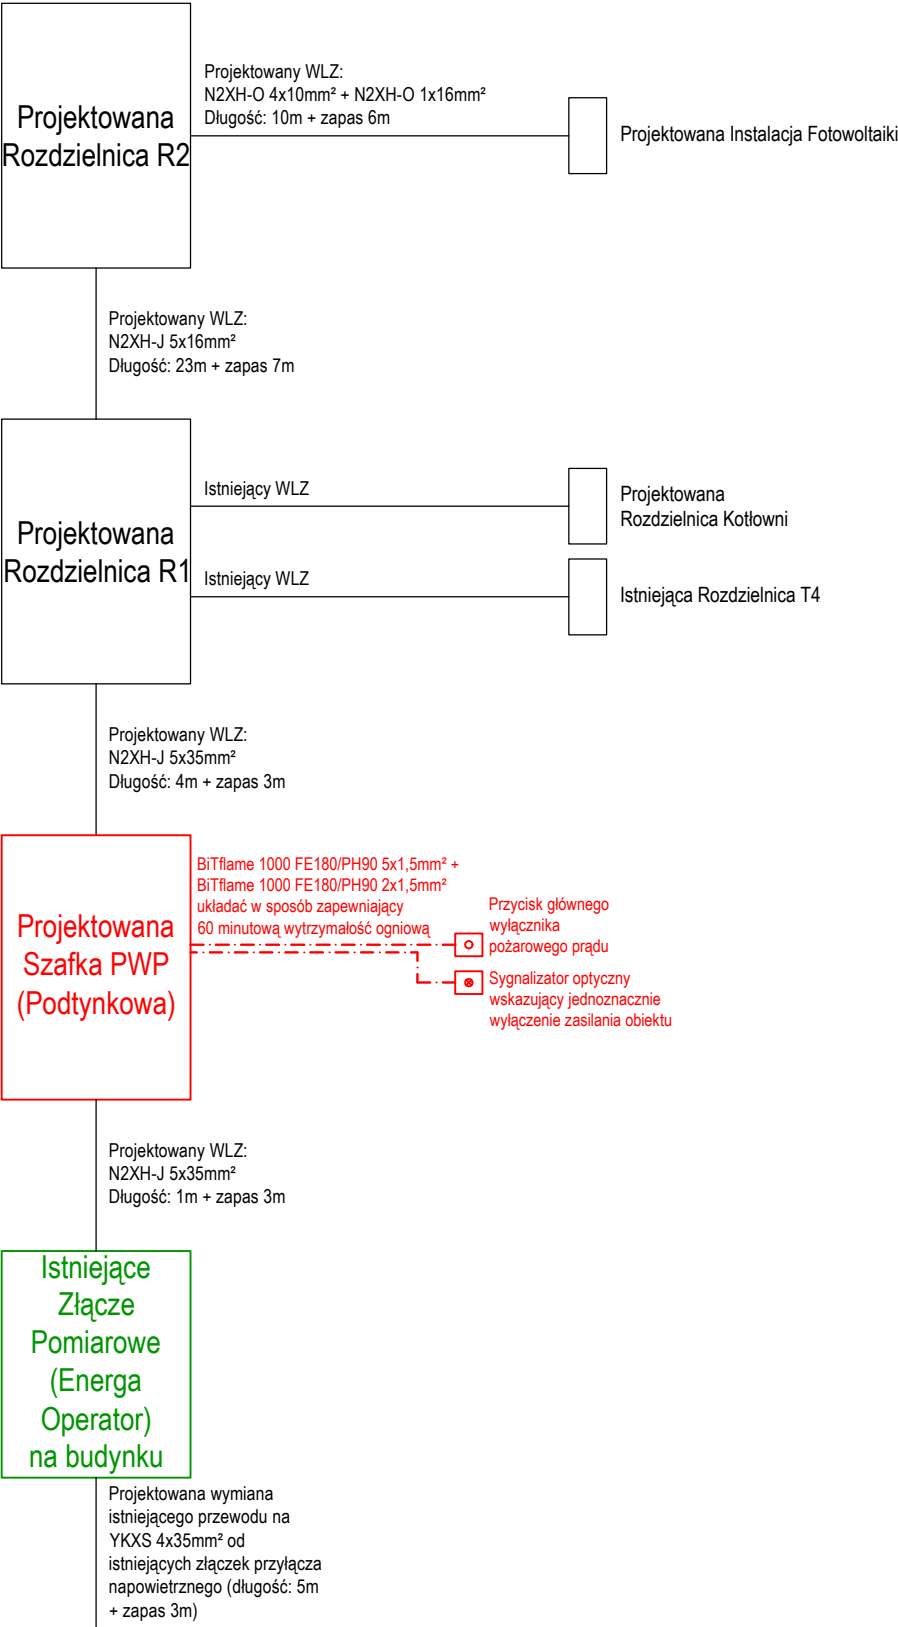 Projektowana
Rozdzielnica R2
Projektowany WLZ:
N2XH-O 4x10mm² + N2XH-O 1x16mm²
Długość: 10m + zapas 6m
Projektowana Instalacja Fotowoltaiki
Projektowany WLZ:
N2XH-J 5x16mm²
Długość: 23m + zapas 7m
Projektowana
Rozdzielnica R1
Istniejący WLZ
Projektowana
Rozdzielnica Kotłowni
Istniejący WLZ
Istniejąca Rozdzielnica T4
Projektowany WLZ:
N2XH-J 5x35mm²
Długość: 4m + zapas 3m
Projektowana
Szafka PWP
(Podtynkowa)
BiTflame 1000 FE180/PH90 5x1,5mm² +
BiTflame 1000 FE180/PH90 2x1,5mm²
układać w sposób zapewniający
60 minutową wytrzymałość ogniową
Przycisk głównego
wyłącznika
pożarowego prądu
Sygnalizator optyczny
wskazujący jednoznacznie
wyłączenie zasilania obiektu
Projektowany WLZ:
N2XH-J 5x35mm²
Długość: 1m + zapas 3m
Istniejące
Złącze
Pomiarowe
(Energa
Operator)
na budynku
Projektowana wymiana
istniejącego przewodu na
YKXS 4x35mm² od
istniejących złączek przyłącza
napowietrznego (długość: 5m
+ zapas 3m)